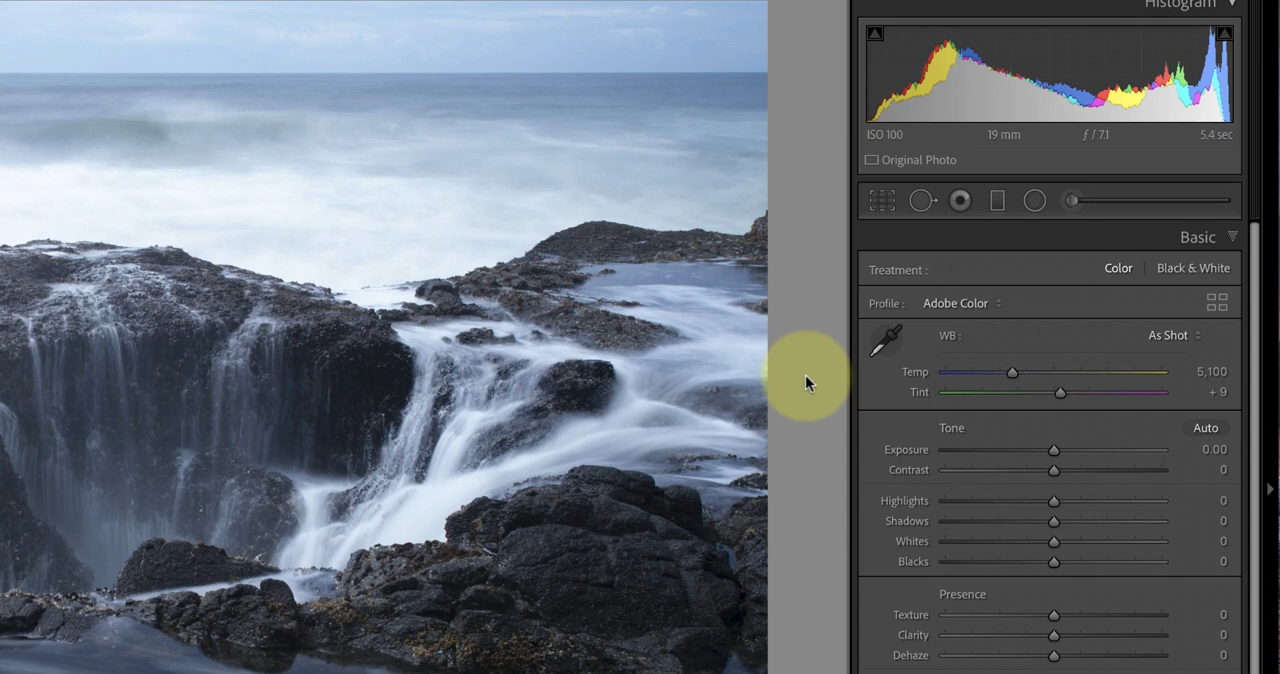 Histogram
ISO 100 19 mm ƒ / 7.1 5.4 sec
Original Photo
Basic
Treatment : Color Black & White
Profile : Adobe Color
WB : As Shot
Temp 5,100
Tint + 9
Tone Auto
Exposure 0.00
Contrast 0
Highlights 0
Shadows 0
Whites 0
Blacks 0
Presence
Texture 0
Clarity 0
Dehaze 0